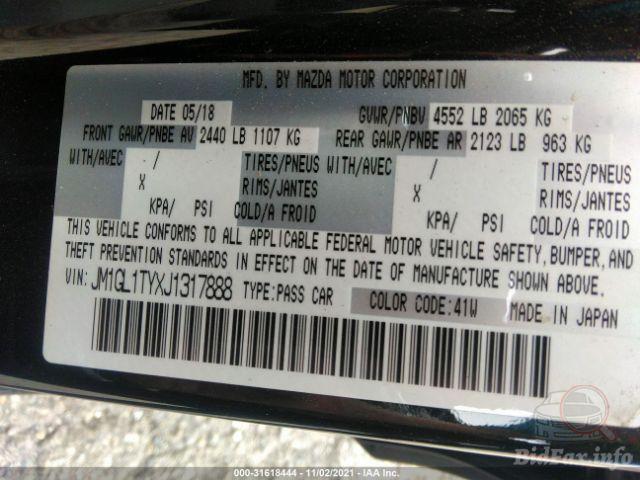 MFD. BY MAZDA MOTOR CORPORATION
DATE 05/18 GVWR/PNBV 4552 LB 2065 KG
FRONT GAWR/PNBE AV 2440 LB 1107 KG REAR GAWR/PNBE AR 2123 LB 963 KG
WITH/AVEC / TIRES/PNEUS WITH/AVEC / TIRES/PNEUS
X RIMS/JANTES X RIMS/JANTES
KPA/ PSI COLD/A FROID KPA/ PSI COLD/A FROID
THIS VEHICLE CONFORMS TO ALL APPLICABLE FEDERAL MOTOR VEHICLE SAFETY, BUMPER, AND
THEFT PREVENTION STANDARDS IN EFFECT ON THE DATE OF MANUFACTURE SHOWN ABOVE.
VIN: JM1GL1TYXJ1317888 TYPE:PASS CAR COLOR CODE:41W MADE IN JAPAN
BidFax.info
000-31618444 - 11/02/2021 - IAA Inc.